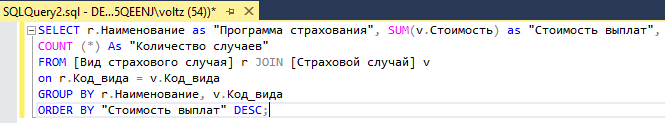 SQLQuery2.sql - DE...5QEENJ\voltz (54))*
SELECT r.Наименование as "Программа страхования", SUM(v.Стоимость) as "Стоимость выплат",
COUNT (*) As "Количество случаев"
FROM [Вид страхового случая] r JOIN [Страховой случай] v
on r.Код_вида = v.Код_вида
GROUP BY r.Наименование, v.Код_вида
ORDER BY "Стоимость выплат" DESC;